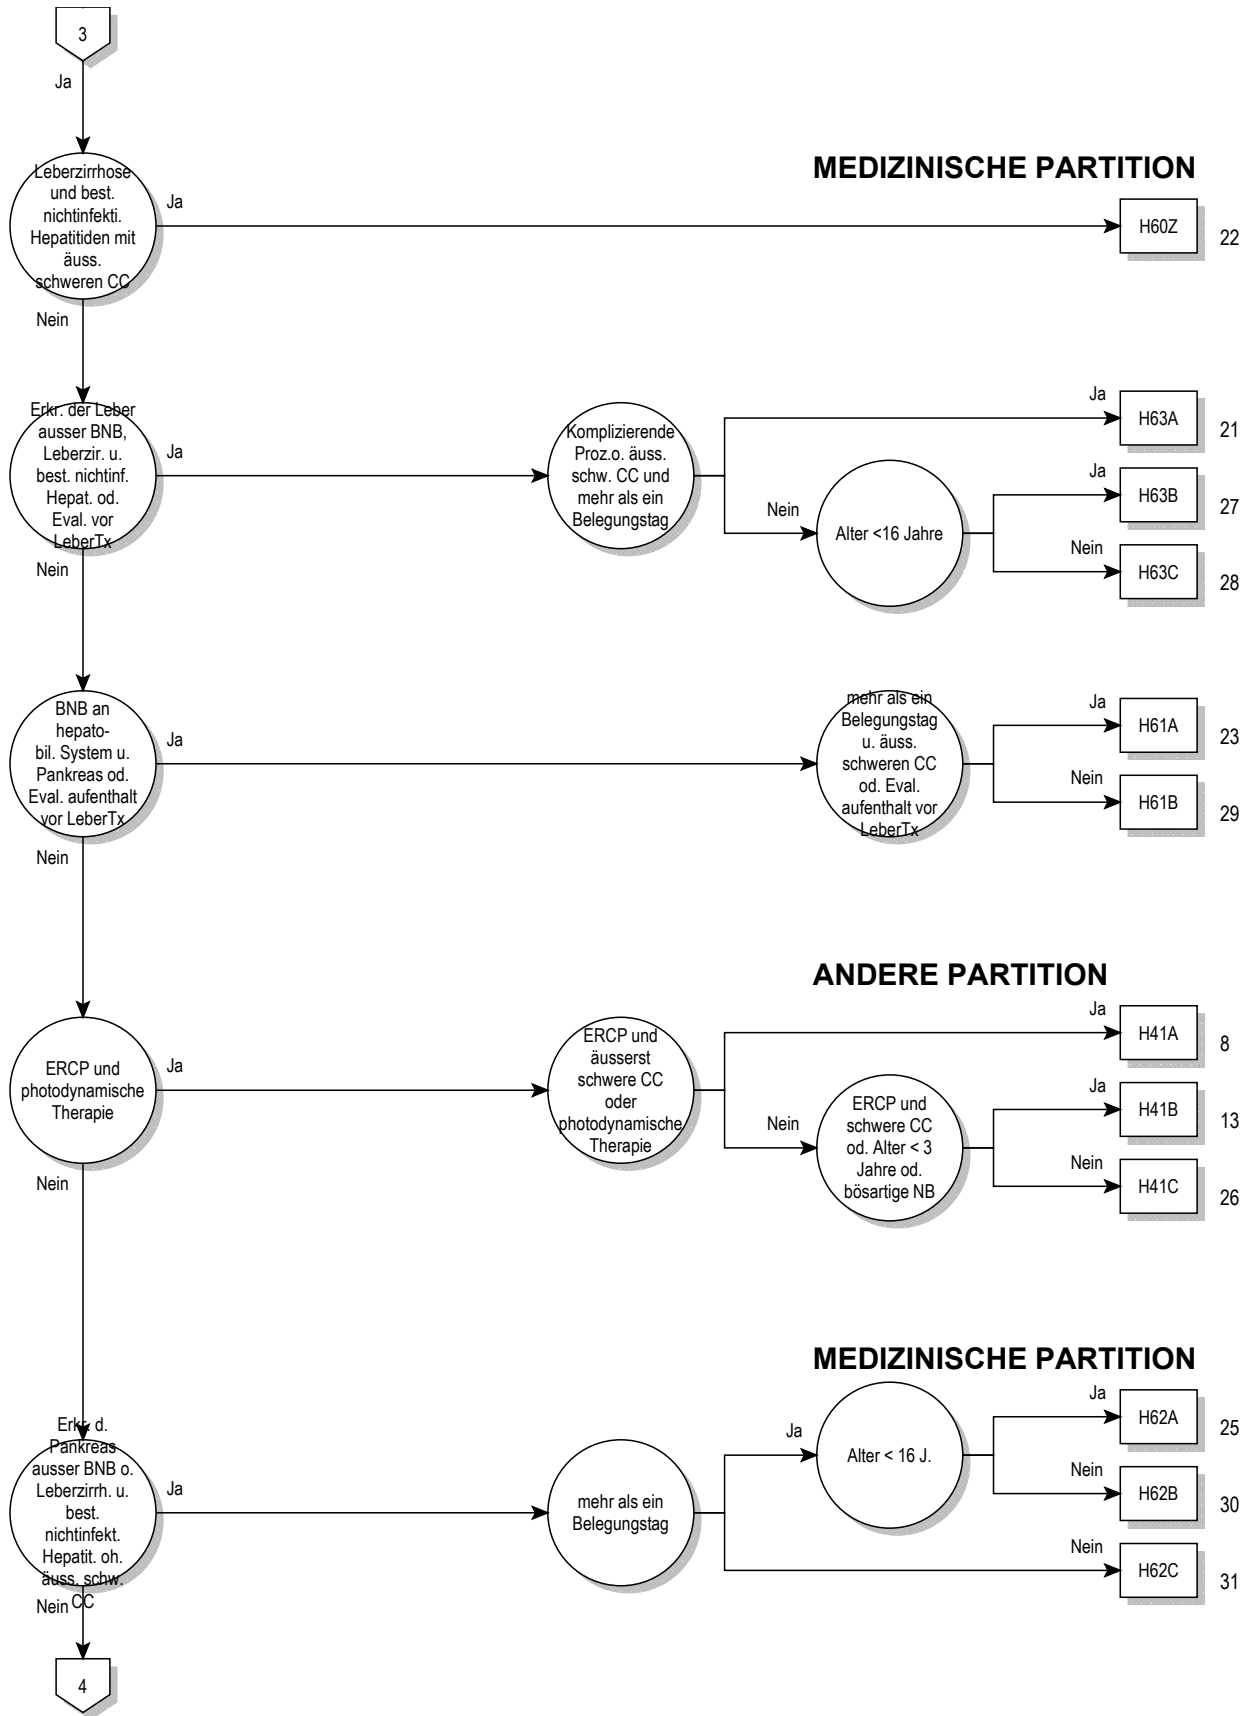 3
Ja
Leberzirrhose
und best.
nichtinfekti.
Hepatitiden mit
äuss.
schweren CC
Ja
MEDIZINISCHE PARTITION
H60Z
22
Nein
Erkr. der Leber
ausser BNB,
Leberzir. u.
best. nichtinf.
Hepat. od.
Eval. vor
LeberTx
Ja
Komplizierende
Proz.o. äuss.
schw. CC und
mehr als ein
Belegungstag
Ja
H63A
21
Nein
Alter <16 Jahre
Ja
H63B
27
Nein
H63C
28
Nein
BNB an
hepato-
bil. System u.
Pankreas od.
Eval. aufenthalt
vor LeberTx
Ja
mehr als ein
Belegungstag
u. äuss.
schweren CC
od. Eval.
aufenthalt vor
LeberTx
Ja
H61A
23
Nein
H61B
29
Nein
ANDERE PARTITION
ERCP und
photodynamische
Therapie
Ja
ERCP und
äusserst
schwere CC
oder
photodynamische
Therapie
Ja
H41A
8
Nein
ERCP und
schwere CC
od. Alter < 3
Jahre od.
bösartige NB
Ja
H41B
13
Nein
H41C
26
Nein
MEDIZINISCHE PARTITION
Erkr. d.
Pankreas
ausser BNB o.
Leberzirrh. u.
best.
nichtinfekt.
Hepatit. oh.
äuss. schw.
CC
Ja
mehr als ein
Belegungstag
Ja
Alter < 16 J.
Ja
H62A
25
Nein
H62B
30
Nein
H62C
31
Nein
4